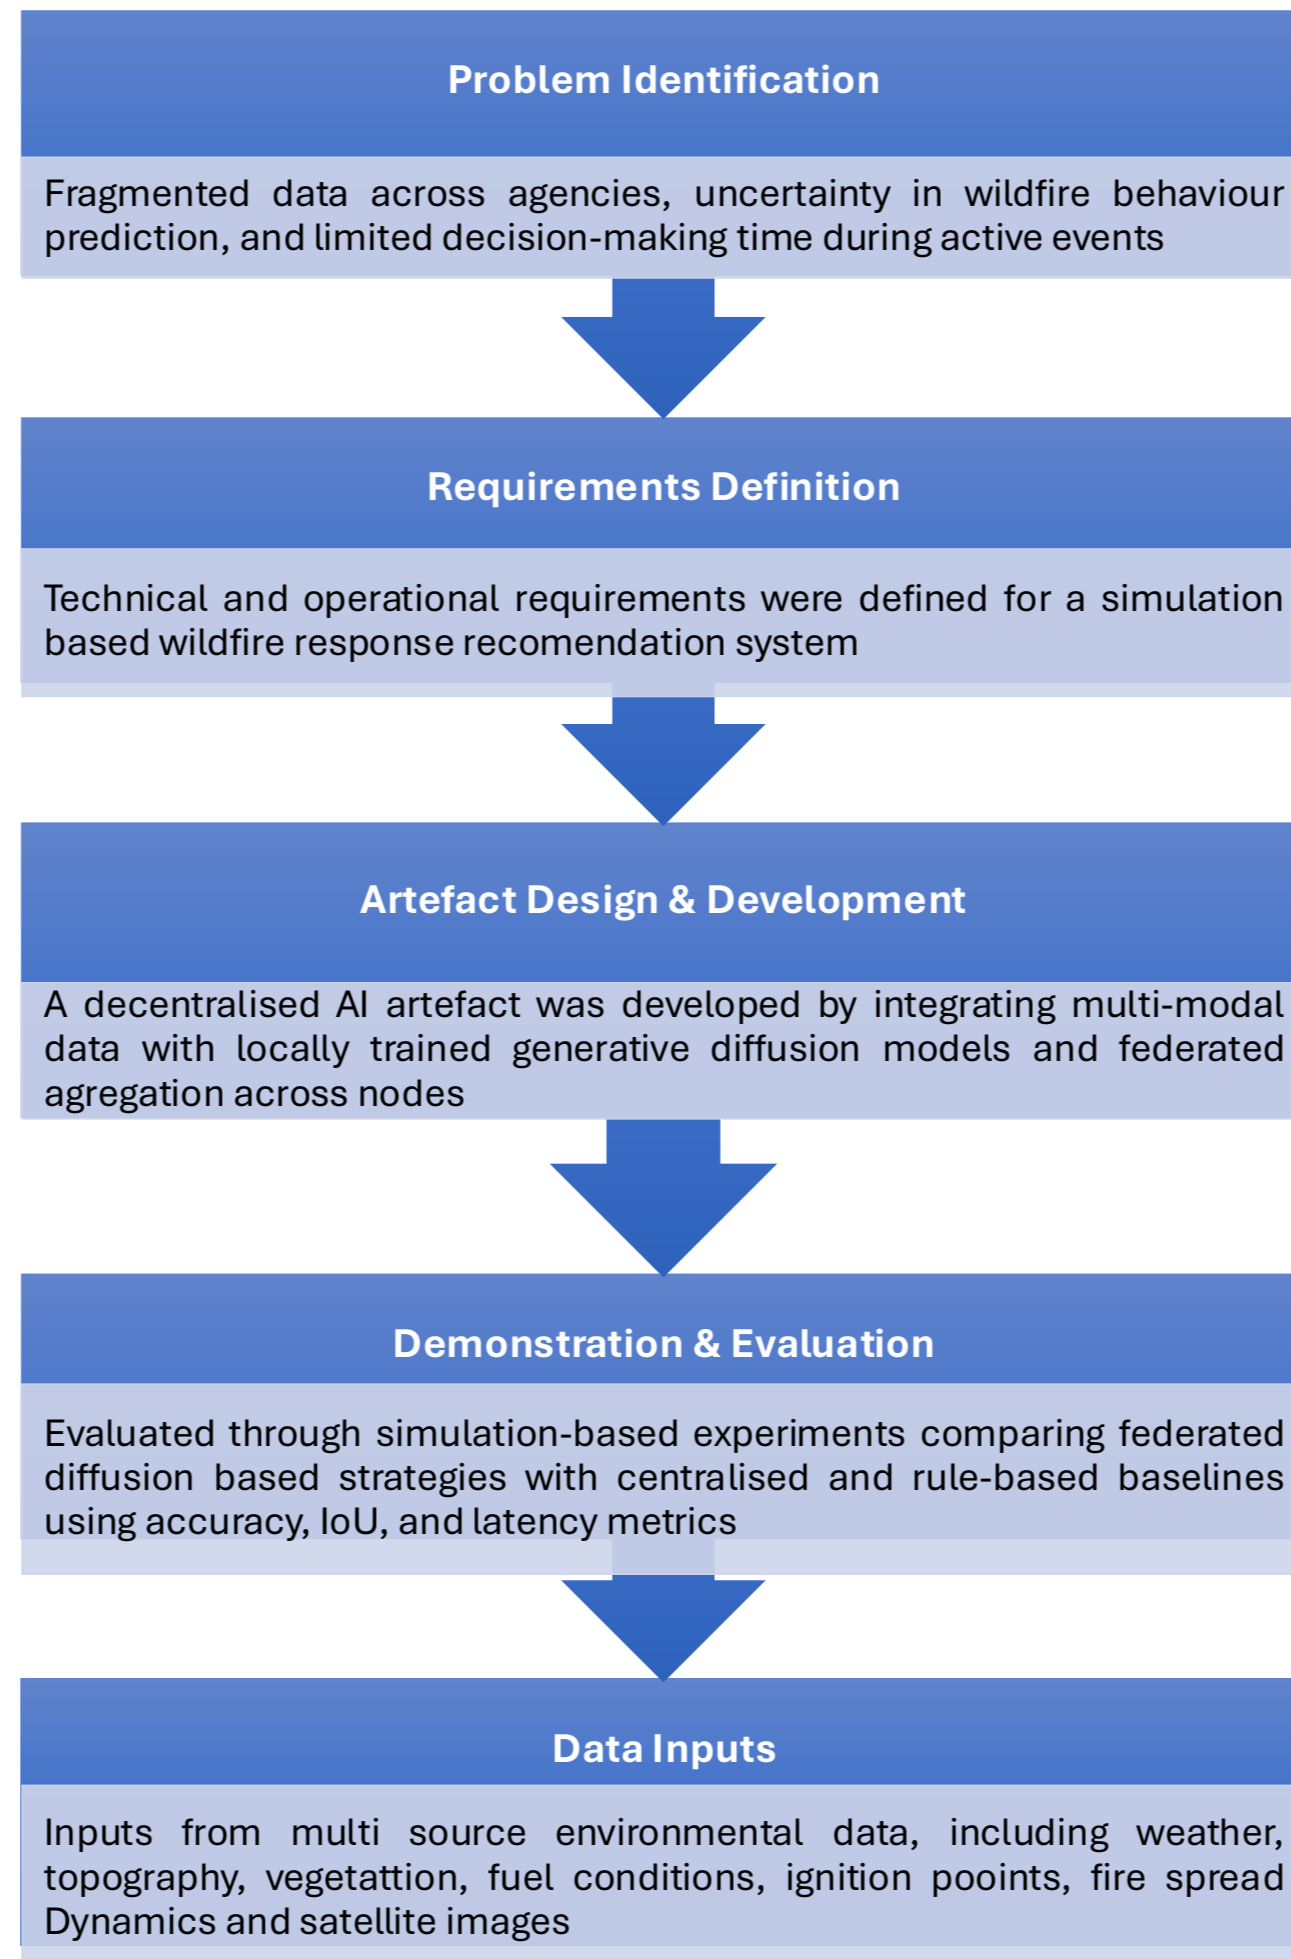 Problem Identification
Fragmented data across agencies, uncertainty in wildfire behaviour
prediction, and limited decision-making time during active events
Requirements Definition
Technical and operational requirements were defined for a simulation
based wildfire response recomendation system
Artefact Design & Development
A decentralised AI artefact was developed by integrating multi-modal
data with locally trained generative diffusion models and federated
agregation across nodes
Demonstration & Evaluation
Evaluated through simulation-based experiments comparing federated
diffusion based strategies with centralised and rule-based baselines
using accuracy, IoU, and latency metrics
Data Inputs
Inputs from multi source environmental data, including weather,
topography, vegetattion, fuel conditions, ignition pooints, fire spread
Dynamics and satellite images